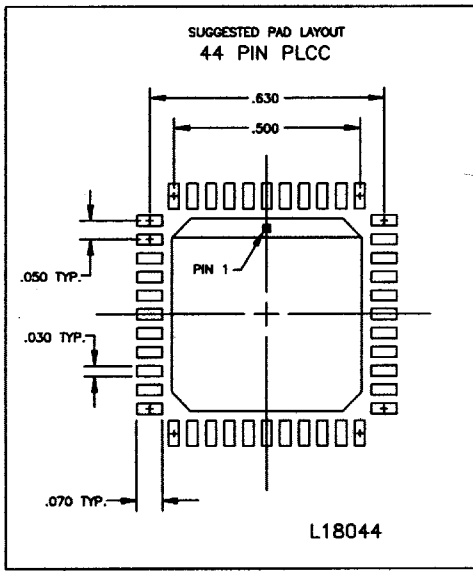 SUGGESTED PAD LAYOUT
44 PIN PLCC
.630
.500
PIN 1
.050 TYP.
.030 TYP.
.070 TYP.
L18044